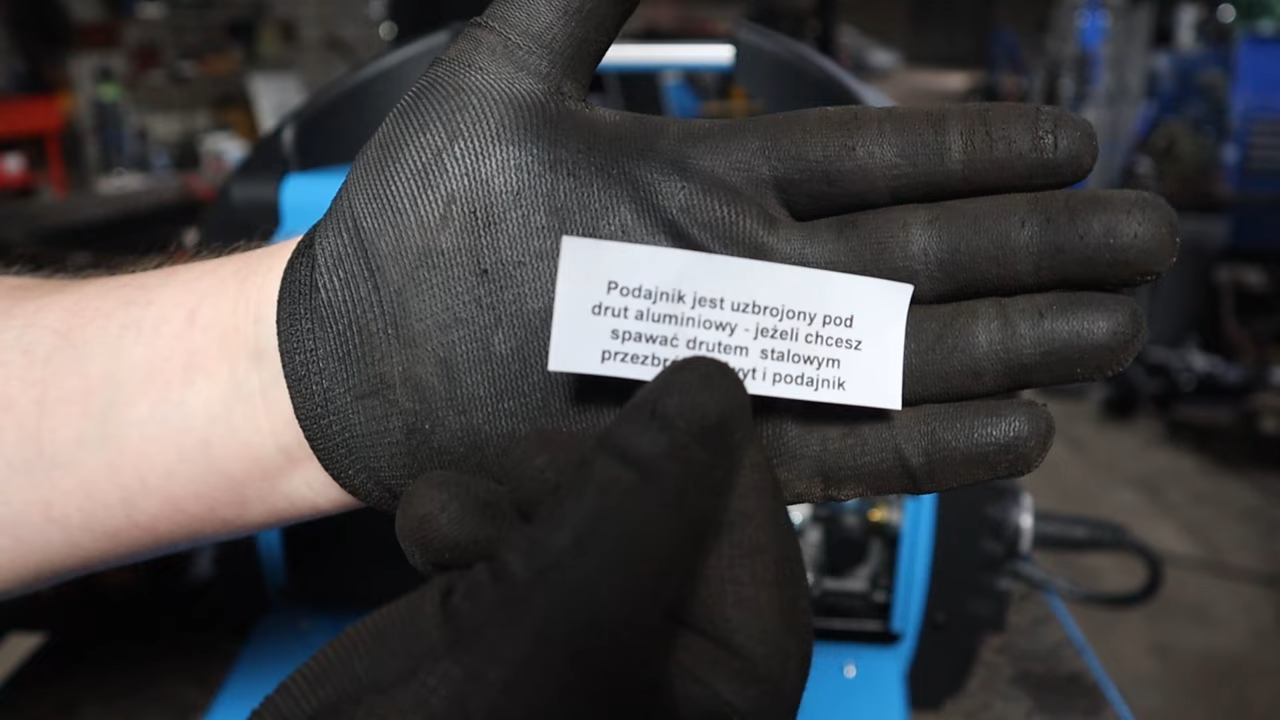 Podajnik jest uzbrojony pod
drut aluminiowy - jeżeli chcesz
spawać drutem stalowym
i podajnik